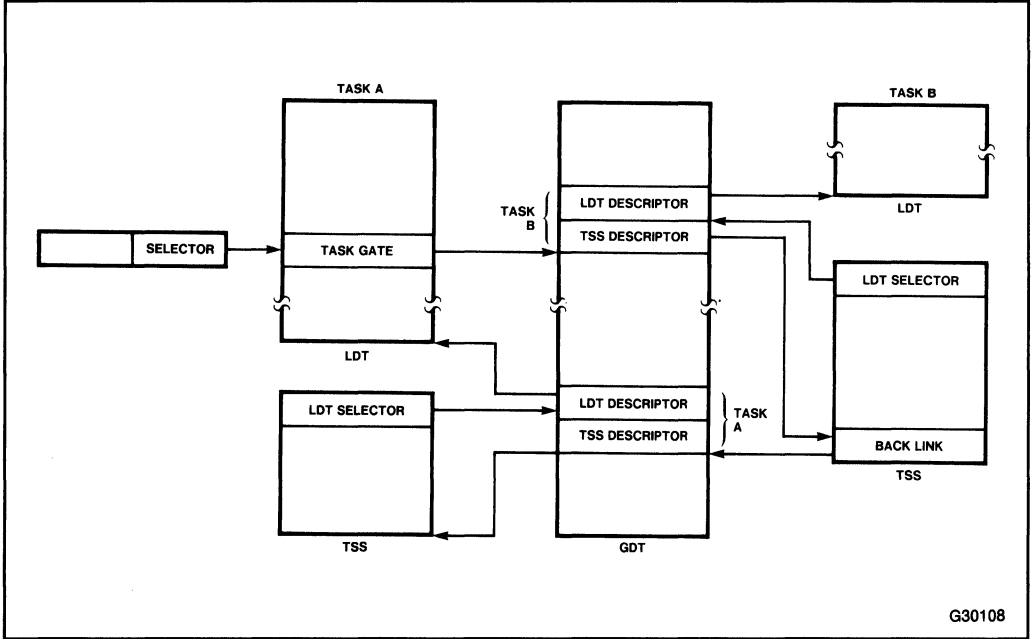 TASK A
TASK B
LDT DESCRIPTOR
TASK
B
LDT
SELECTOR
TASK GATE
TSS DESCRIPTOR
LDT SELECTOR
LDT
LDT SELECTOR
LDT DESCRIPTOR
TASK
A
TSS DESCRIPTOR
BACK LINK
TSS
TSS
GDT
G30108